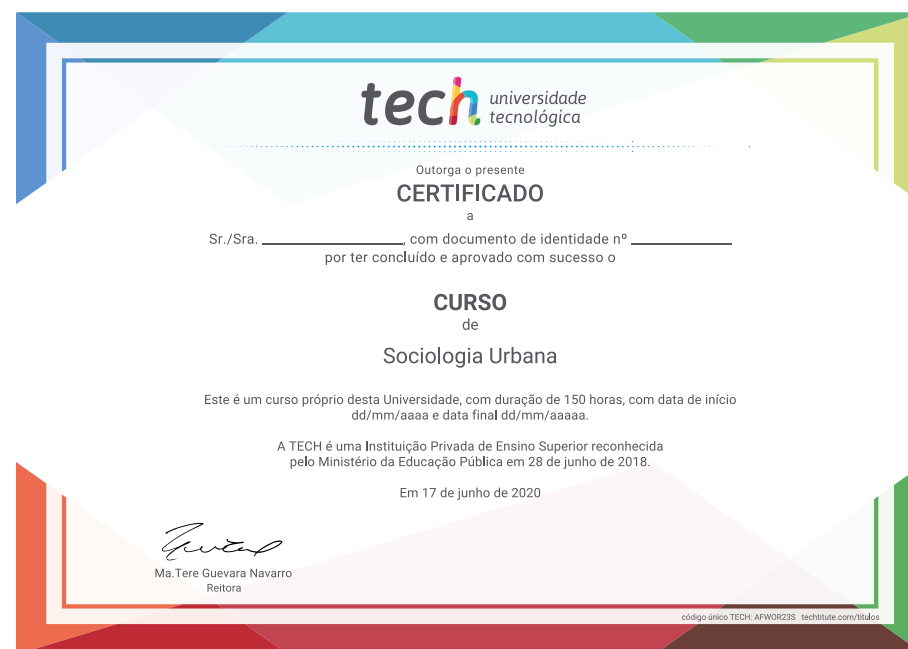 tech universidade
tecnológica
Outorga o presente
CERTIFICADO
a
Sr./Sra. ____________, com documento de identidade nº ____________
por ter concluído e aprovado com sucesso o
CURSO
de
Sociologia Urbana
Este é um curso próprio desta Universidade, com duração de 150 horas, com data de início
dd/mm/aaaa e data final dd/mm/aaaaa.
A TECH é uma Instituição Privada de Ensino Superior reconhecida
pelo Ministério da Educação Pública em 28 de junho de 2018.
Em 17 de junho de 2020
Ma.Tere Guevara Navarro
Reitora
código único TECH: AFWOR23S techtitute.com/titulos